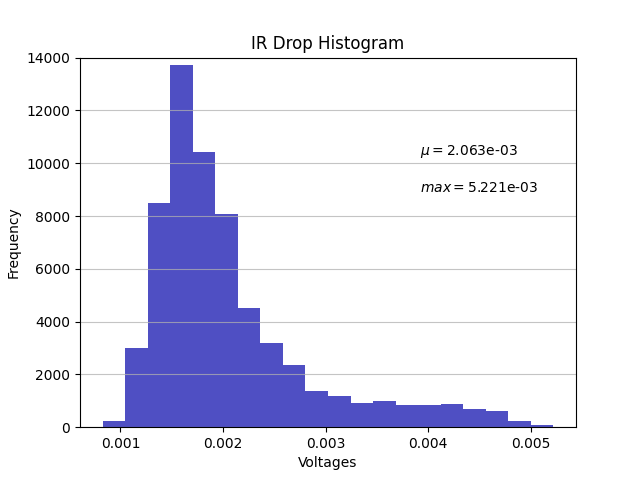 IR Drop Histogram
14000
12000
10000
8000
6000
4000
2000
0
Frequency
μ = 2.063e-03
max = 5.221e-03
0.001 0.002 0.003 0.004 0.005
Voltages